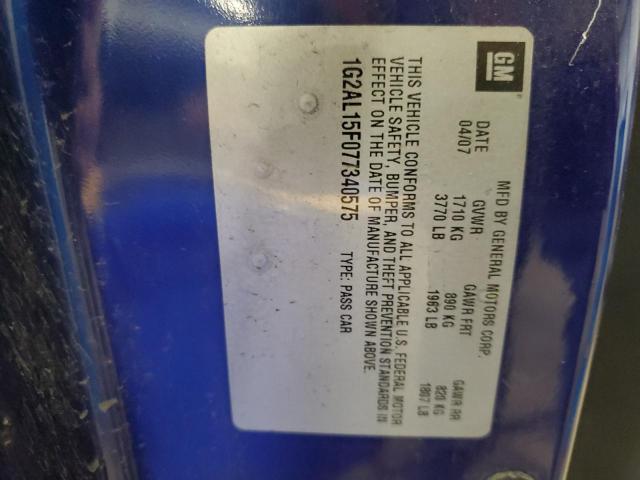 GM
MFD BY GENERAL MOTORS CORP.
DATE GVWR GAWR FRT GAWR RR
04/07 1710 KG 890 KG 820 KG
3770 LB 1963 LB 1807 LB
THIS VEHICLE CONFORMS TO ALL APPLICABLE U.S. FEDERAL MOTOR
VEHICLE SAFETY, BUMPER, AND THEFT PREVENTION STANDARDS IN
EFFECT ON THE DATE OF MANUFACTURE SHOWN ABOVE.
1G2AL15F077340575 TYPE: PASS CAR